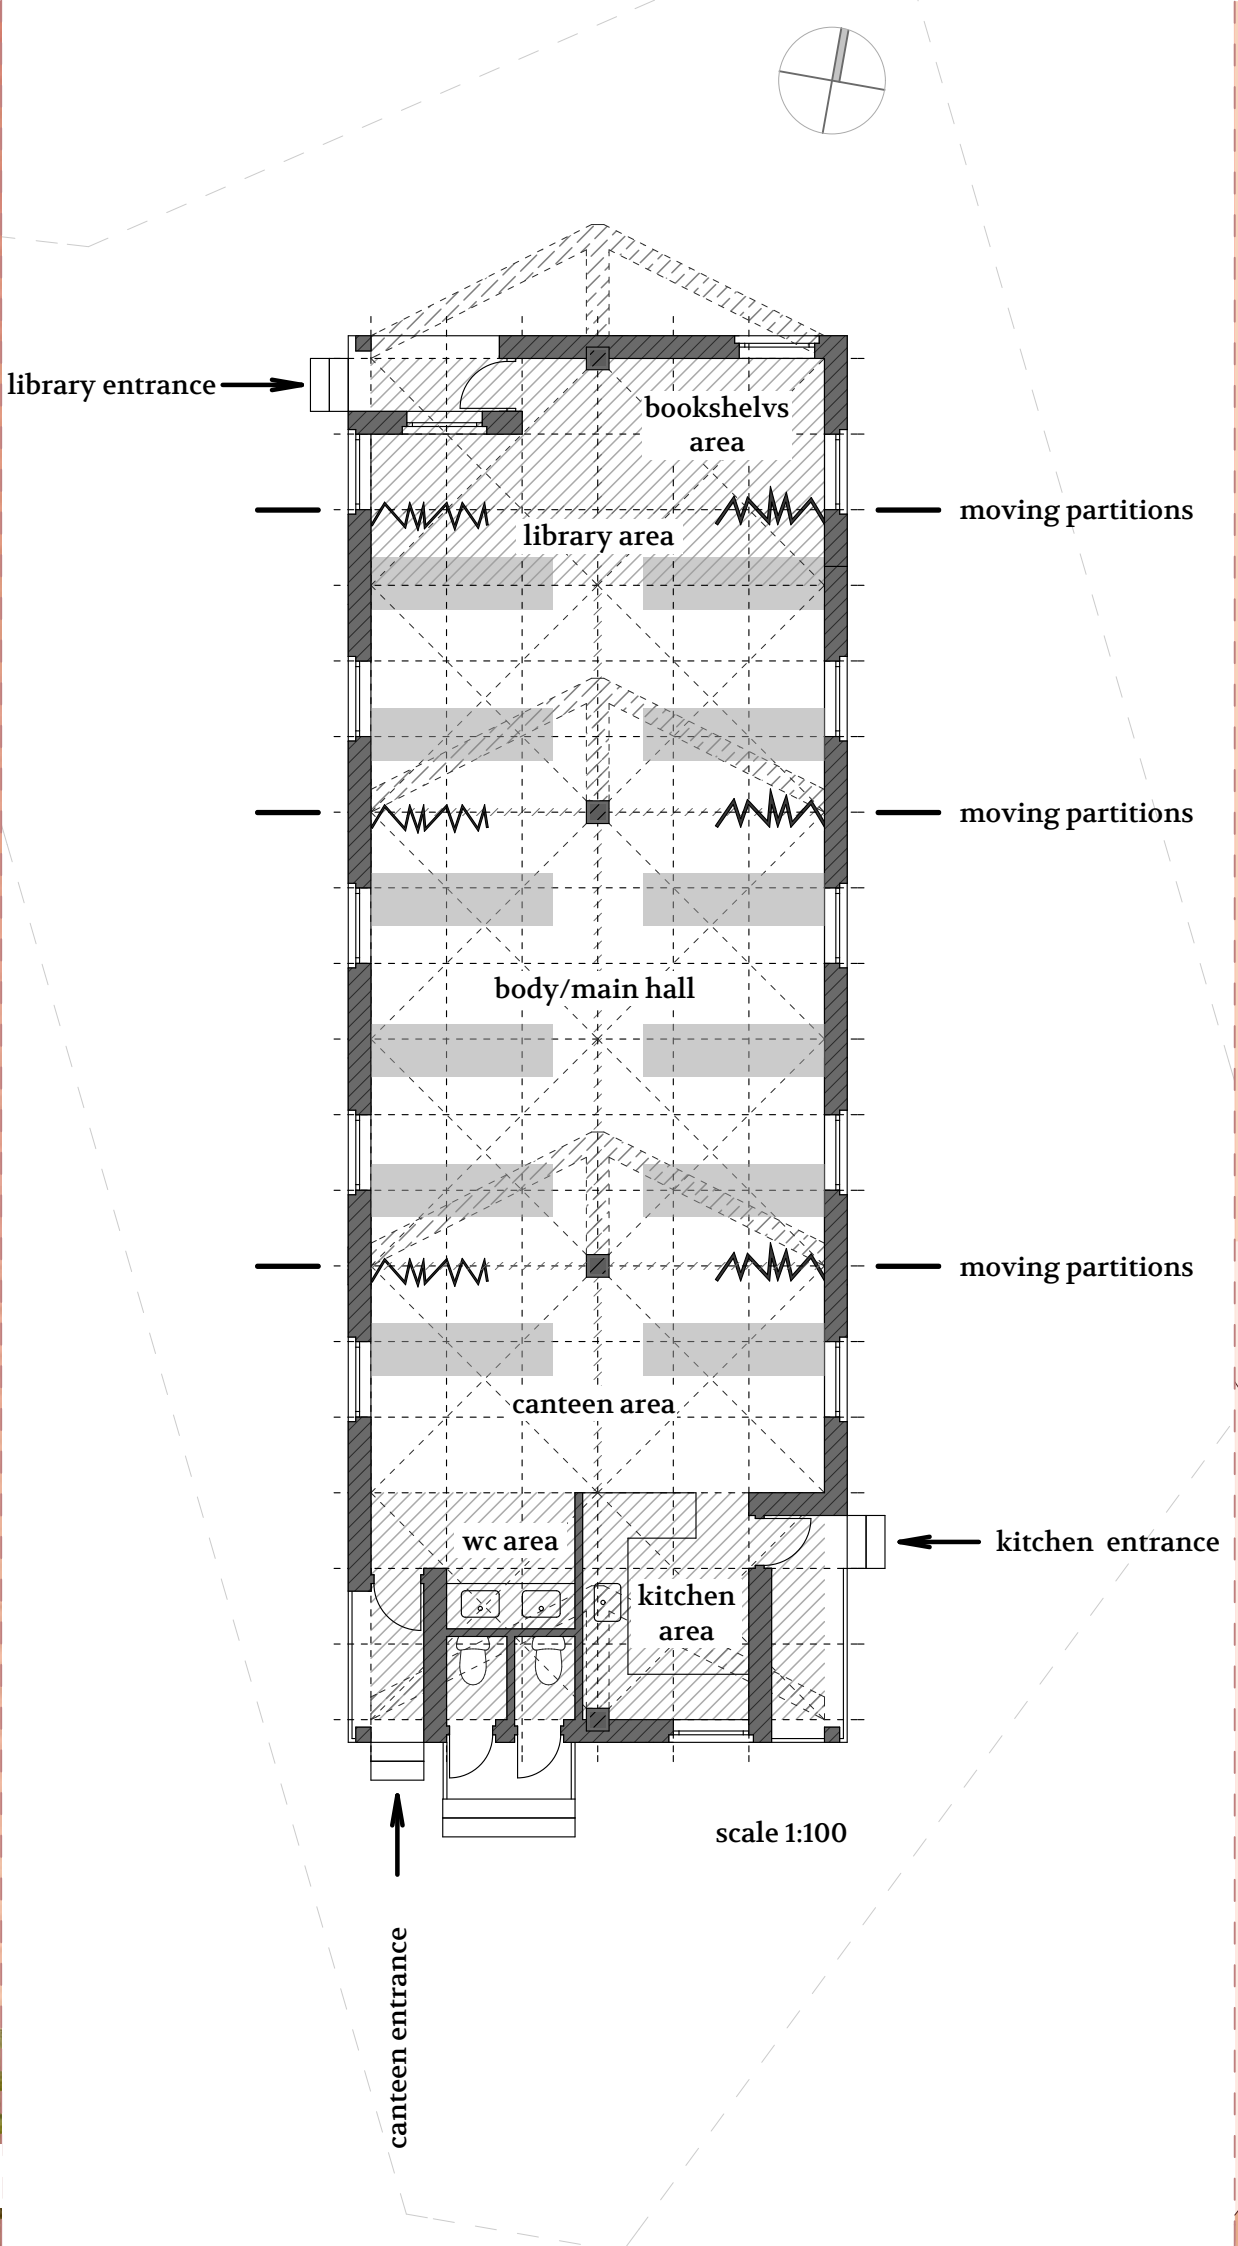 library entrance
bookshelvs
area
moving partitions
library area
moving partitions
body/main hall
moving partitions
canteen area
wc area
kitchen  entrance
kitchen
area
scale 1:100
canteen entrance